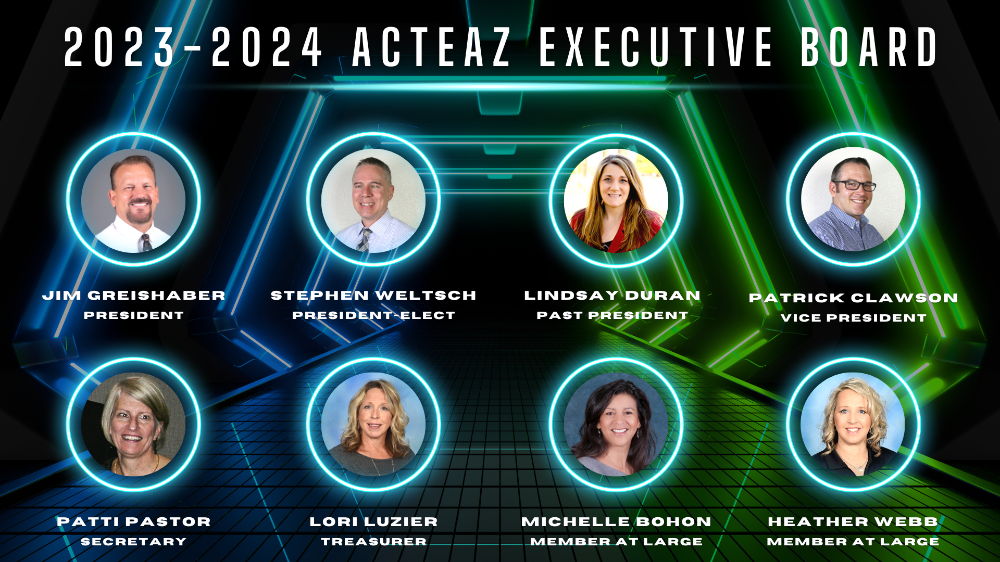 2023-2024 ACTEAZ EXECUTIVE BOARD
JIM GREISHABER
PRESIDENT
STEPHEN WELTSCH
PRESIDENT-ELECT
LINDSAY DURAN
PAST PRESIDENT
PATRICK CLAWSON
VICE PRESIDENT
PATTI PASTOR
SECRETARY
LORI LUZIER
TREASURER
MICHELLE BOHON
MEMBER AT LARGE
HEATHER WEBB
MEMBER AT LARGE